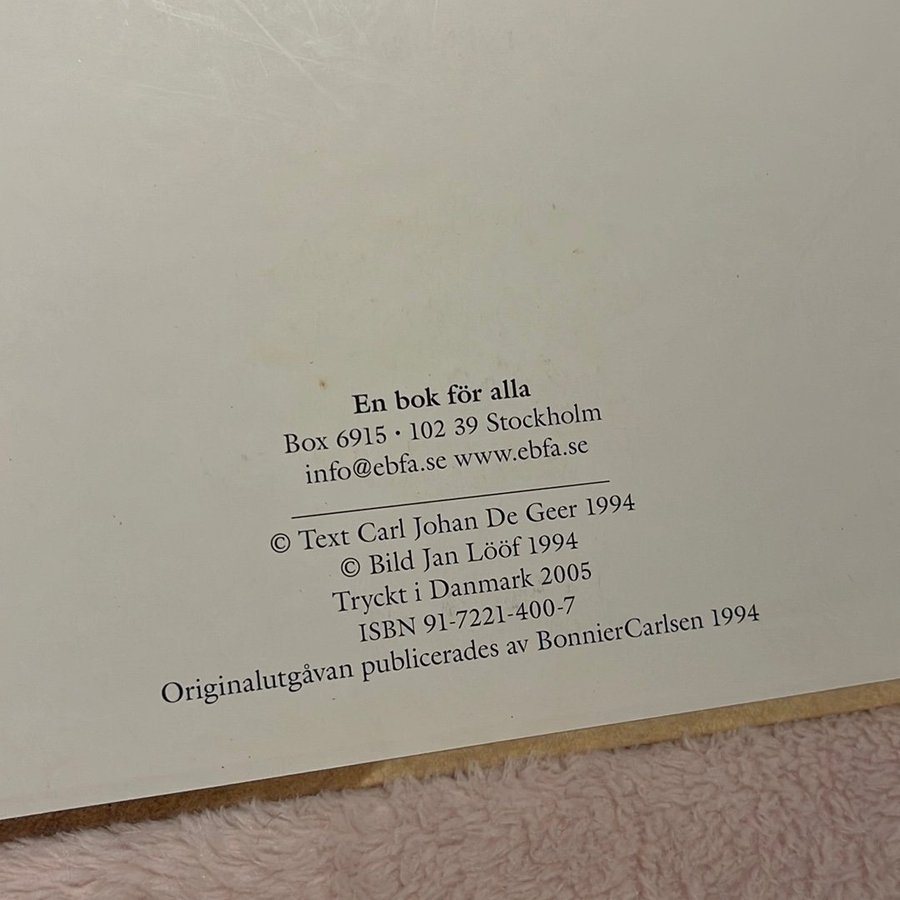 En bok för alla
Box 6915 · 102 39 Stockholm
info@ebfa.se www.ebfa.se
© Text Carl Johan De Geer 1994
© Bild Jan Lööf 1994
Tryckt i Danmark 2005
ISBN 91-7221-400-7
Originalutgåvan publicerades av BonnierCarlsen 1994